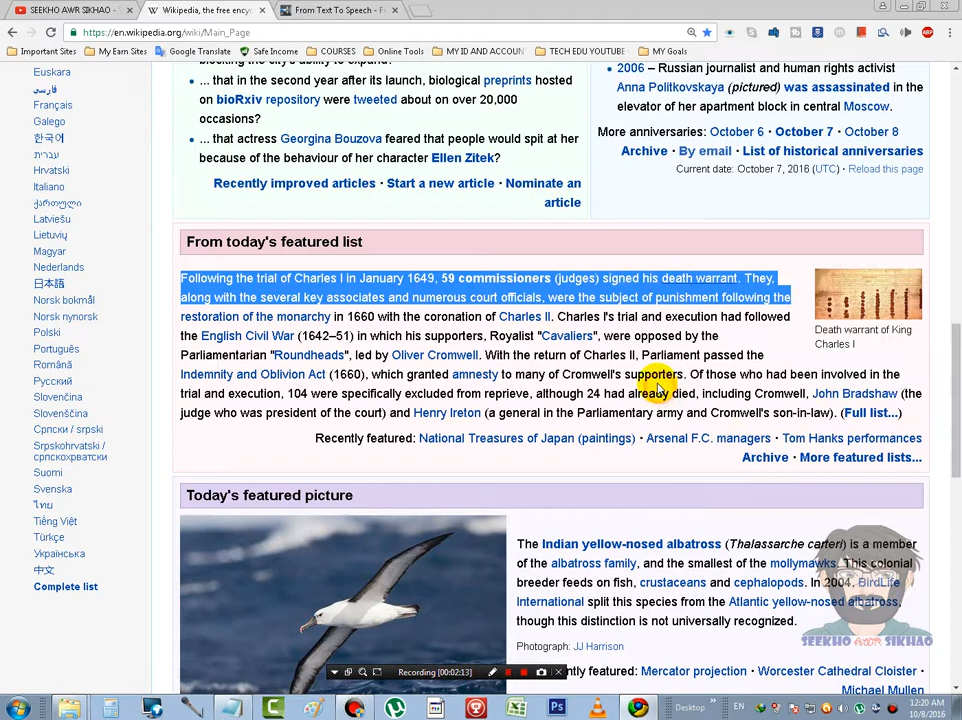 SEEKHO AWR SIKHAO -
Wikipedia, the free ency
From Text To Speech - F
https://en.wikipedia.org/wiki/Main_Page
Important Sites
My Earn Sites
Google Translate
Safe Income
COURSES
Online Tools
MY ID AND ACCOUN
TECH EDU YOUTUBE
MY Goals
Euskara
فارسی
Français
Galego
한국어
עברית
Hrvatski
Italiano
ქართული
Latviešu
Lietuvių
Magyar
Nederlands
日本語
Norsk bokmål
Norsk nynorsk
Polski
Português
Română
Русский
Slovenčina
Slovenščina
Српски / srpski
Srpskohrvatski /
српскохрватски
Suomi
Svenska
ไทย
Tiếng Việt
Türkçe
Українська
中文
Complete list
blocking the city's ability to expand?
... that in the second year after its launch, biological preprints hosted
on bioRxiv repository were tweeted about on over 20,000
occasions?
... that actress Georgina Bouzova feared that people would spit at her
because of the behaviour of her character Ellen Zitek?
Recently improved articles · Start a new article · Nominate an
article
2006 – Russian journalist and human rights activist
Anna Politkovskaya (pictured) was assassinated in the
elevator of her apartment block in central Moscow.
More anniversaries: October 6 · October 7 · October 8
Archive · By email · List of historical anniversaries
Current date: October 7, 2016 (UTC) · Reload this page
From today's featured list
Following the trial of Charles I in January 1649, 59 commissioners (judges) signed his death warrant. They,
along with the several key associates and numerous court officials, were the subject of punishment following the
restoration of the monarchy in 1660 with the coronation of Charles II. Charles I's trial and execution had followed
the English Civil War (1642–51) in which his supporters, Royalist "Cavaliers", were opposed by the
Parliamentarian "Roundheads", led by Oliver Cromwell. With the return of Charles II, Parliament passed the
Indemnity and Oblivion Act (1660), which granted amnesty to many of Cromwell's supporters. Of those who had been involved in the
trial and execution, 104 were specifically excluded from reprieve, although 24 had already died, including Cromwell, John Bradshaw (the
judge who was president of the court) and Henry Ireton (a general in the Parliamentary army and Cromwell's son-in-law). (Full list...)
Death warrant of King
Charles I
Recently featured: National Treasures of Japan (paintings) · Arsenal F.C. managers · Tom Hanks performances
Archive · More featured lists...
Today's featured picture
The Indian yellow-nosed albatross (Thalassarche carteri) is a member
of the albatross family, and the smallest of the mollymawks. This colonial
breeder feeds on fish, crustaceans and cephalopods. In 2004, BirdLife
International split this species from the Atlantic yellow-nosed albatross,
though this distinction is not universally recognized.
Photograph: JJ Harrison
ntly featured: Mercator projection · Worcester Cathedral Cloister ·
Michael Mullen
SEEKHO AWR SIKHAO
Recording [00:02:13]
Desktop
EN
12:20 AM
10/8/2016